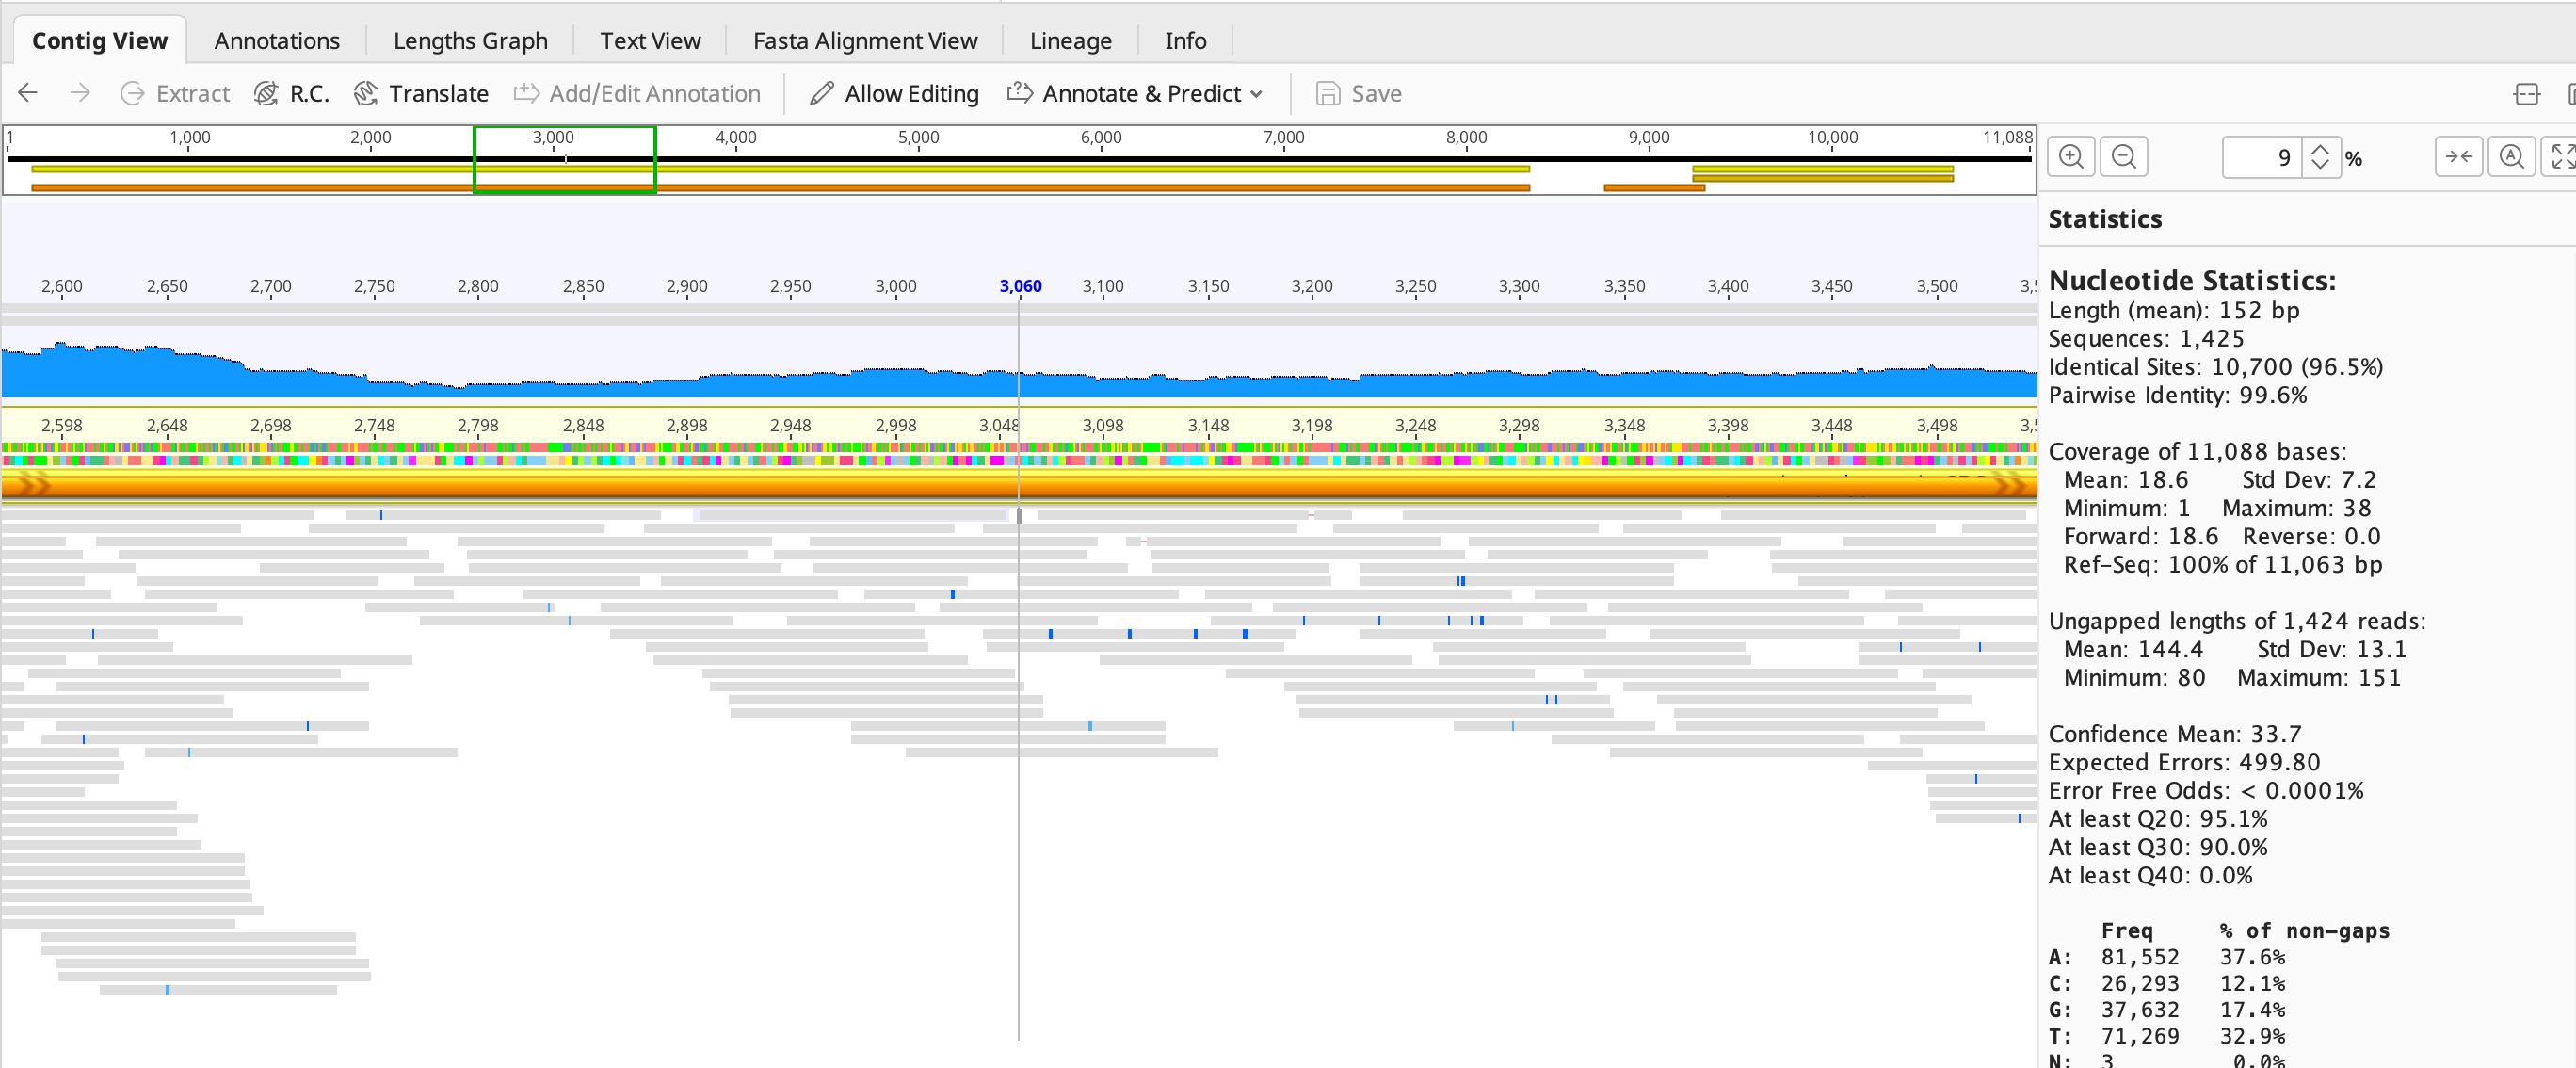 Contig View Annotations Lengths Graph Text View Fasta Alignment View Lineage Info
Extract R.C. Translate Add/Edit Annotation Allow Editing Annotate & Predict Save
1 1,000 2,000 3,000 4,000 5,000 6,000 7,000 8,000 9,000 10,000 11,088
9 %
Statistics
2,600 2,650 2,700 2,750 2,800 2,850 2,900 2,950 3,000 3,060 3,100 3,150 3,200 3,250 3,300 3,350 3,400 3,450 3,500
2,598 2,648 2,698 2,748 2,798 2,848 2,898 2,948 2,998 3,048 3,098 3,148 3,198 3,248 3,298 3,348 3,398 3,448 3,498
Nucleotide Statistics:
Length (mean): 152 bp
Sequences: 1,425
Identical Sites: 10,700 (96.5%)
Pairwise Identity: 99.6%
Coverage of 11,088 bases:
Mean: 18.6 Std Dev: 7.2
Minimum: 1 Maximum: 38
Forward: 18.6 Reverse: 0.0
Ref-Seq: 100% of 11,063 bp
Ungapped lengths of 1,424 reads:
Mean: 144.4 Std Dev: 13.1
Minimum: 80 Maximum: 151
Confidence Mean: 33.7
Expected Errors: 499.80
Error Free Odds: < 0.0001%
At least Q20: 95.1%
At least Q30: 90.0%
At least Q40: 0.0%
Freq % of non-gaps
A: 81,552 37.6%
C: 26,293 12.1%
G: 37,632 17.4%
T: 71,269 32.9%
N: 3 0.0%